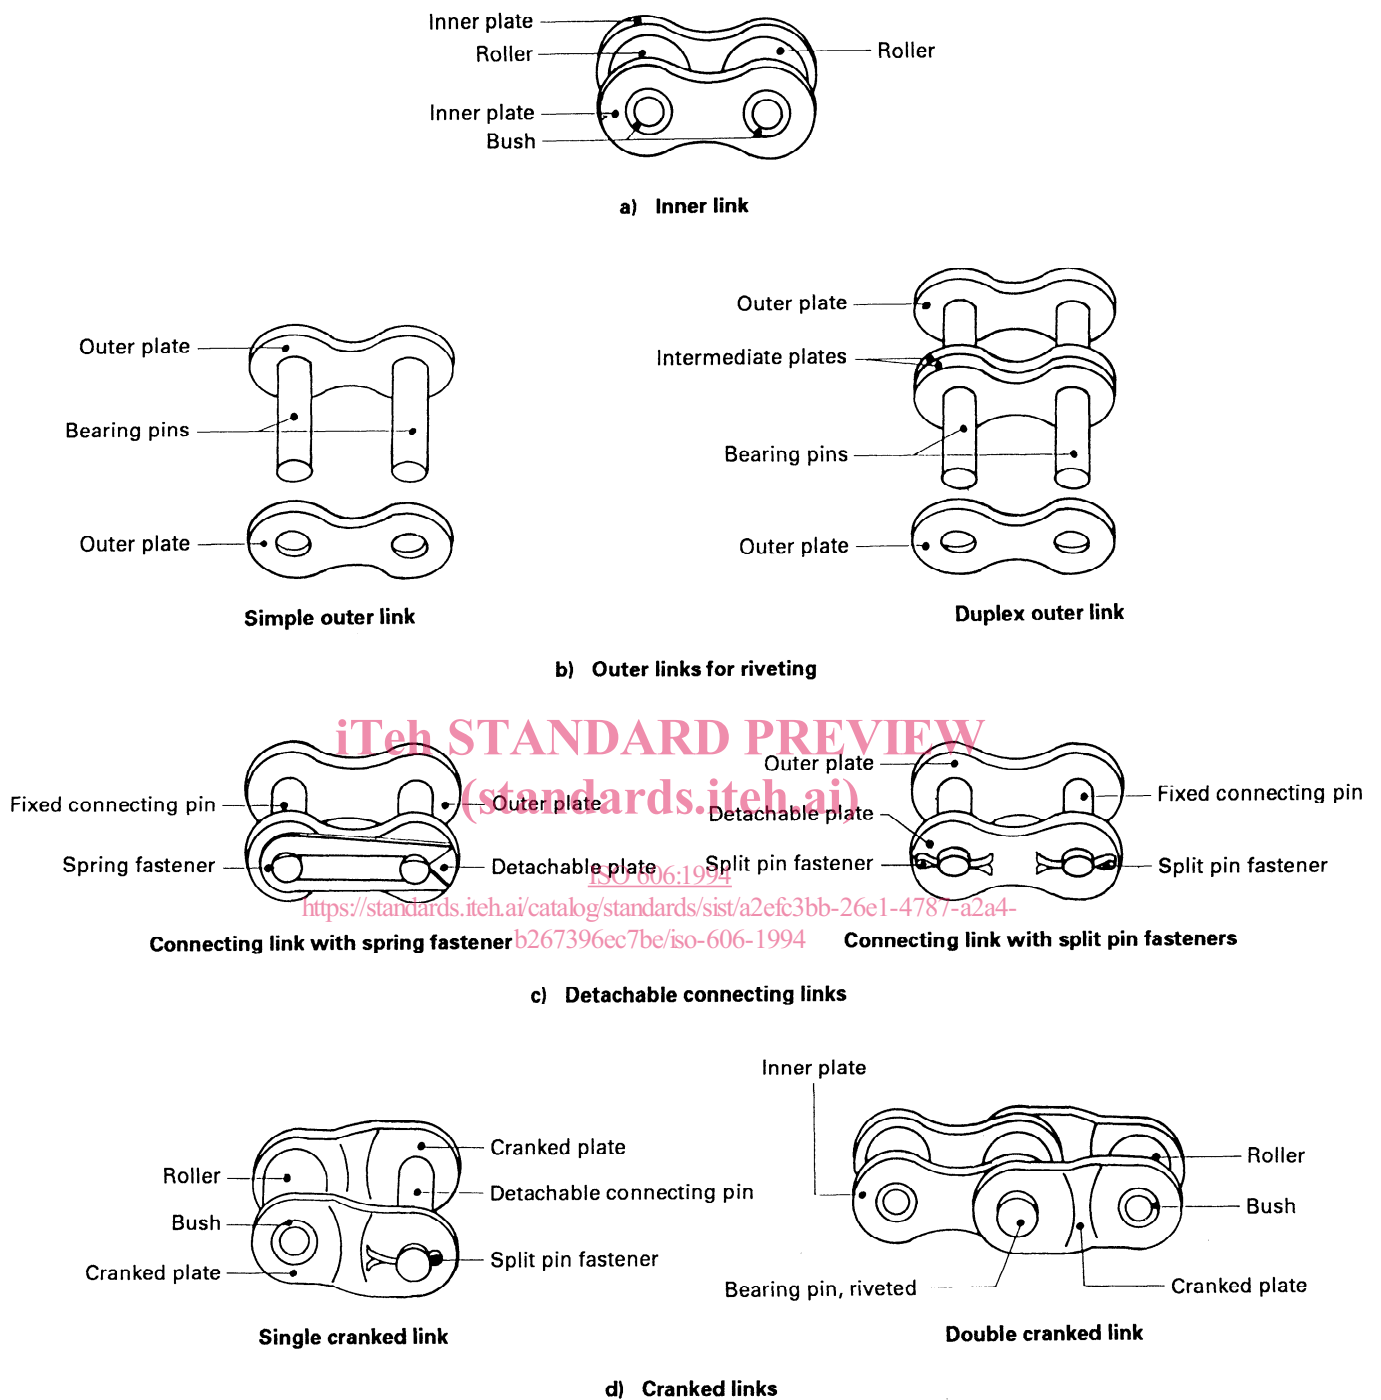 Inner plate
Roller
Roller
Inner plate
Bush
a) Inner link
Outer plate
Bearing pins
Outer plate
Simple outer link
Outer plate
Intermediate plates
Bearing pins
Outer plate
Duplex outer link
b) Outer links for riveting
iTeh STANDARD PREVIEW
(standards.iteh.ai)
Fixed connecting pin
Outer plate
Spring fastener
Detachable plate
Outer plate
Detachable plate
Fixed connecting pin
Split pin fastener
Split pin fastener
ISO 606:1994
https://standards.iteh.ai/catalog/standards/sist/a2efc3bb-26e1-4787-a2a4-
b267396ec7be/iso-606-1994
Connecting link with spring fastener
Connecting link with split pin fasteners
c) Detachable connecting links
Roller
Bush
Cranked plate
Cranked plate
Detachable connecting pin
Split pin fastener
Single cranked link
Inner plate
Roller
Bush
Bearing pin, riveted
Cranked plate
Double cranked link
d) Cranked links